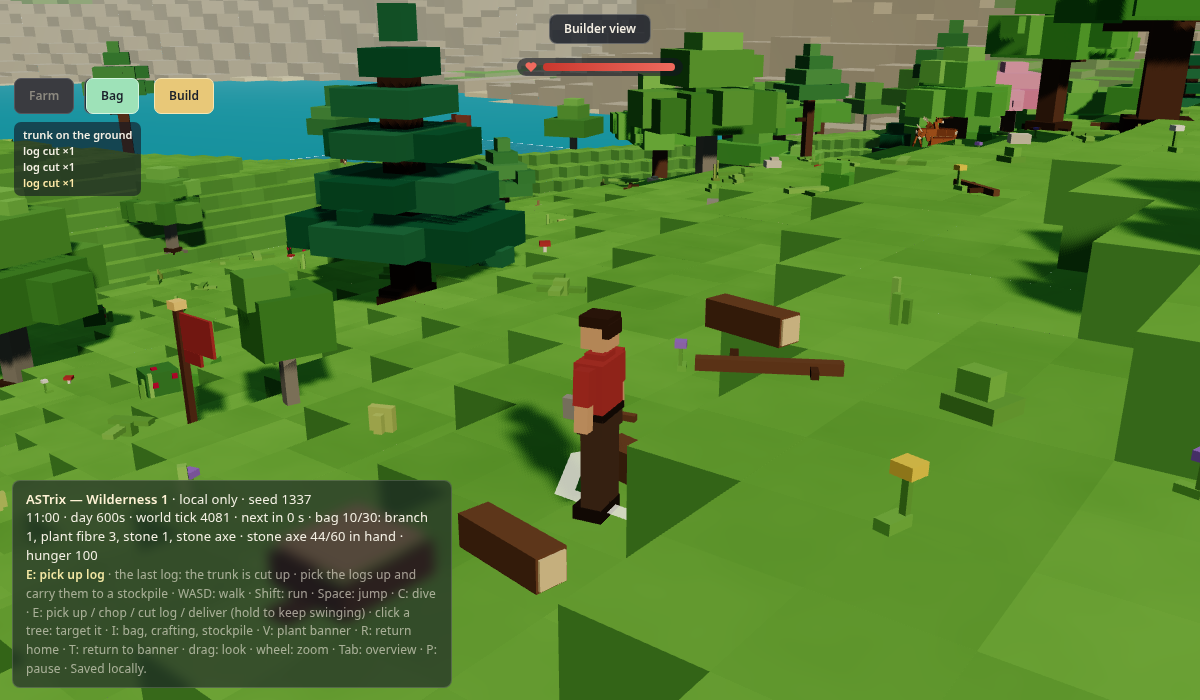 Builder view
Farm
Bag
Build
trunk on the ground
log cut ×1
log cut ×1
log cut ×1
ASTrix — Wilderness 1 · local only · seed 1337
11:00 · day 600s · world tick 4081 · next in 0 s · bag 10/30: branch
1, plant fibre 3, stone 1, stone axe · stone axe 44/60 in hand ·
hunger 100
E: pick up log · the last log: the trunk is cut up · pick the logs up and
carry them to a stockpile · WASD: walk · Shift: run · Space: jump · C: dive
· E: pick up / chop / cut log / deliver (hold to keep swinging) · click a
tree: target it · I: bag, crafting, stockpile · V: plant banner · R: return
home · T: return to banner · drag: look · wheel: zoom · Tab: overview · P:
pause · Saved locally.